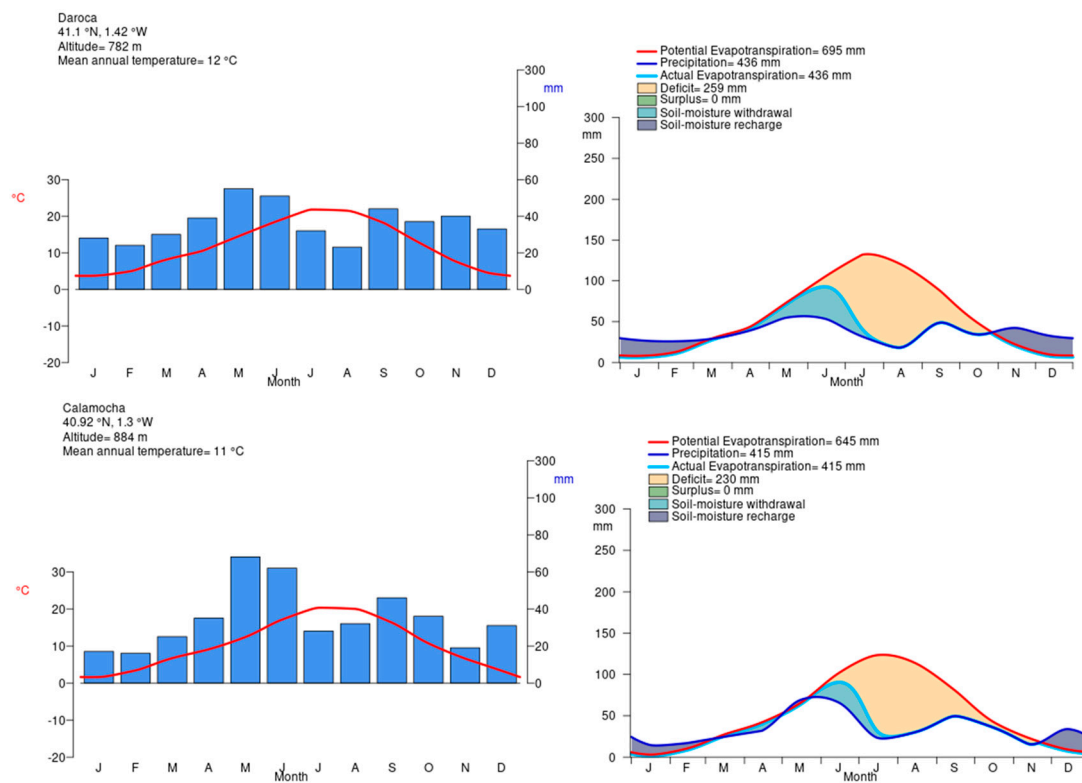 Daroca
41.1 °N, 1.42 °W
Altitude= 782 m
Mean annual temperature= 12 °C
300
mm
100
80
60
40
20
0
°C
30
20
10
0
-10
-20
J F M A M J J A S O N D
Month
Potential Evapotranspiration= 695 mm
Precipitation= 436 mm
Actual Evapotranspiration= 436 mm
Deficit= 259 mm
Surplus= 0 mm
Soil-moisture withdrawal
Soil-moisture recharge
300
mm
250
200
150
100
50
0
J F M A M J J A S O N D
Month
Calamocha
40.92 °N, 1.3 °W
Altitude= 884 m
Mean annual temperature= 11 °C
300
mm
100
80
60
40
20
0
°C
30
20
10
0
-10
-20
J F M A M J J A S O N D
Month
Potential Evapotranspiration= 645 mm
Precipitation= 415 mm
Actual Evapotranspiration= 415 mm
Deficit= 230 mm
Surplus= 0 mm
Soil-moisture withdrawal
Soil-moisture recharge
300
mm
250
200
150
100
50
0
J F M A M J J A S O N D
Month